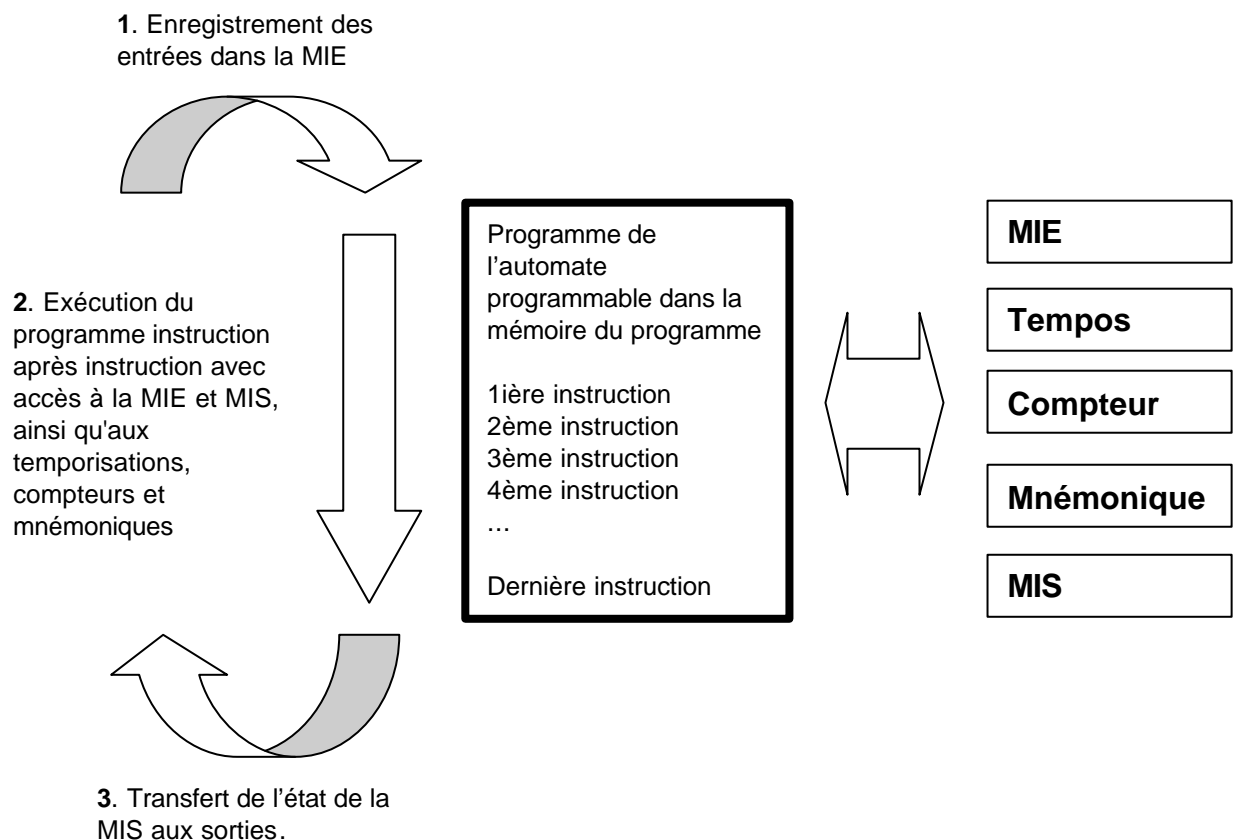 1. Enregistrement des
entrées dans la MIE
2. Exécution du
programme instruction
après instruction avec
accès à la MIE et MIS,
ainsi qu'aux
temporisations,
compteurs et
mnémoniques
3. Transfert de l’état de la
MIS aux sorties.
Programme de
l’automate
programmable dans la
mémoire du programme
1ière instruction
2ème instruction
3ème instruction
4ème instruction
...
Dernière instruction
MIE
Tempos
Compteur
Mnémonique
MIS